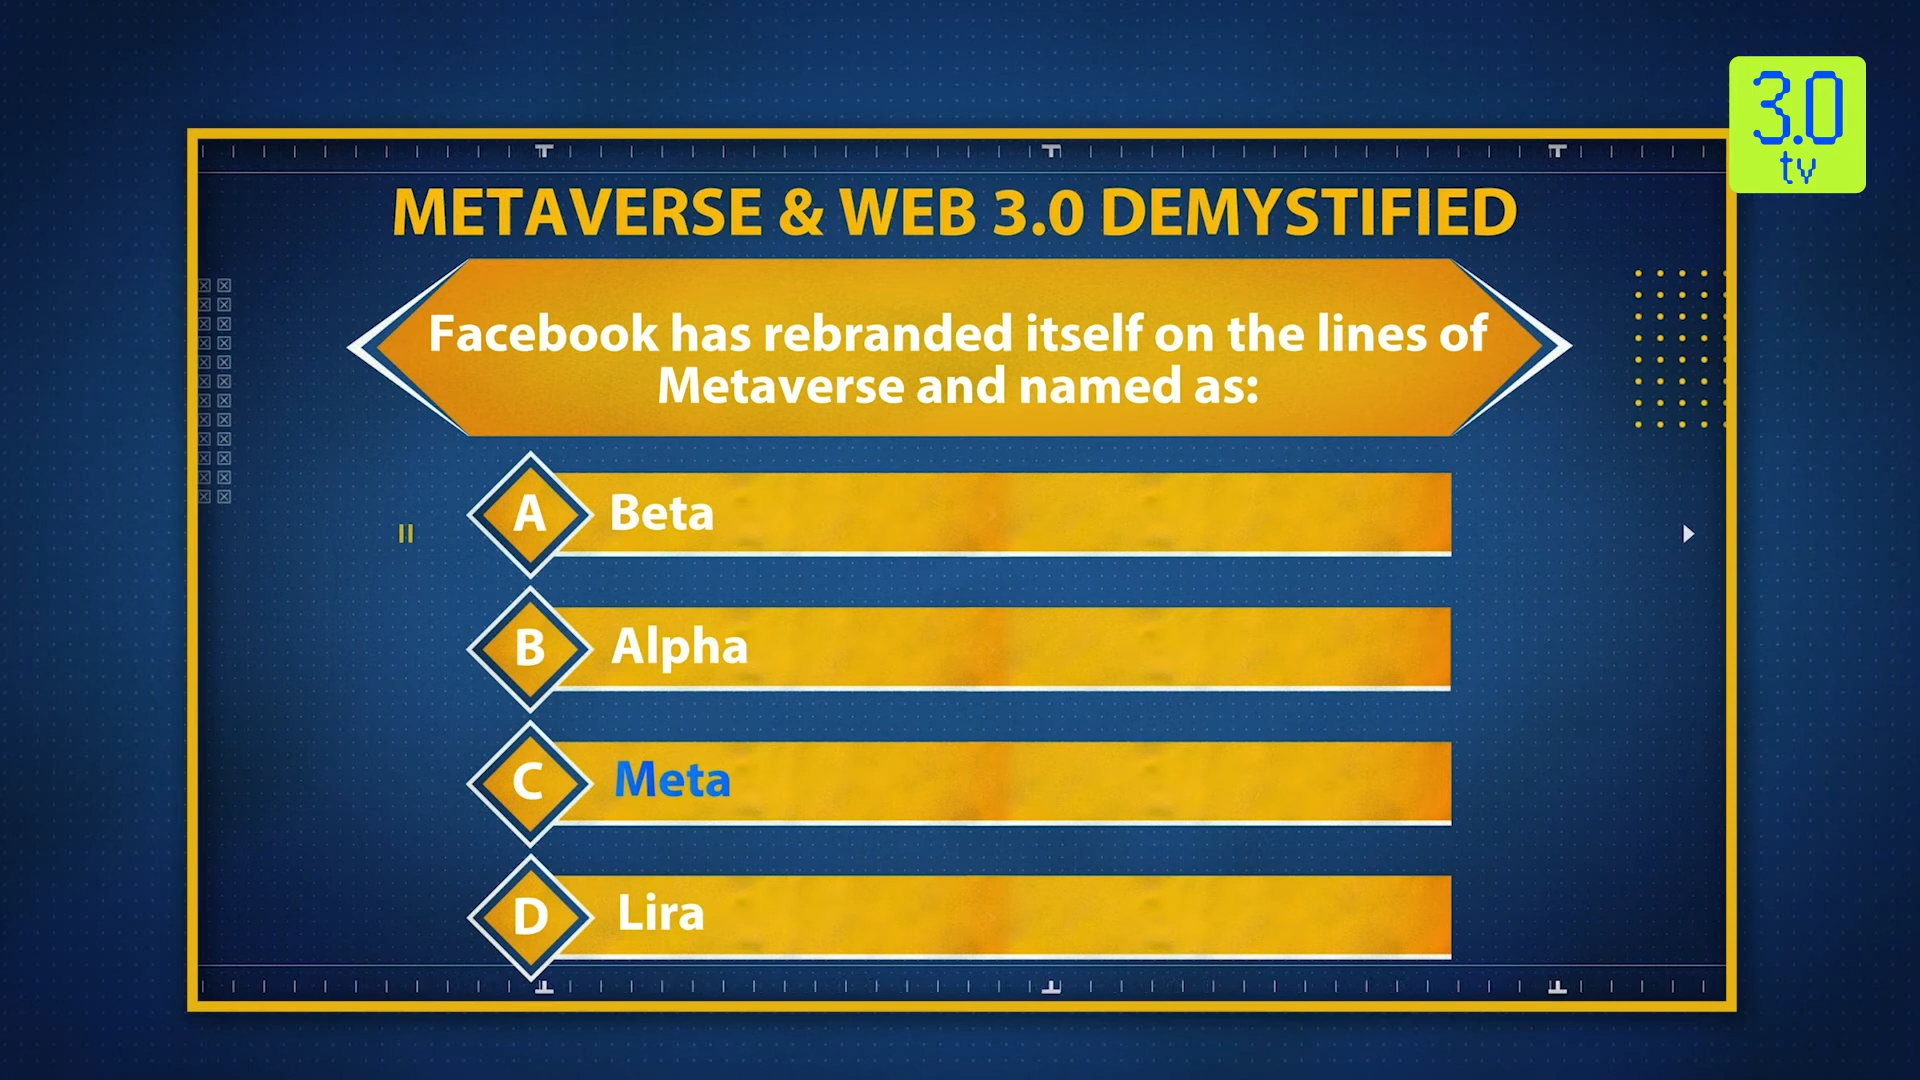 3.0
tv
METAVERSE & WEB 3.0 DEMYSTIFIED
Facebook has rebranded itself on the lines of
Metaverse and named as:
A Beta
B Alpha
C Meta
D Lira